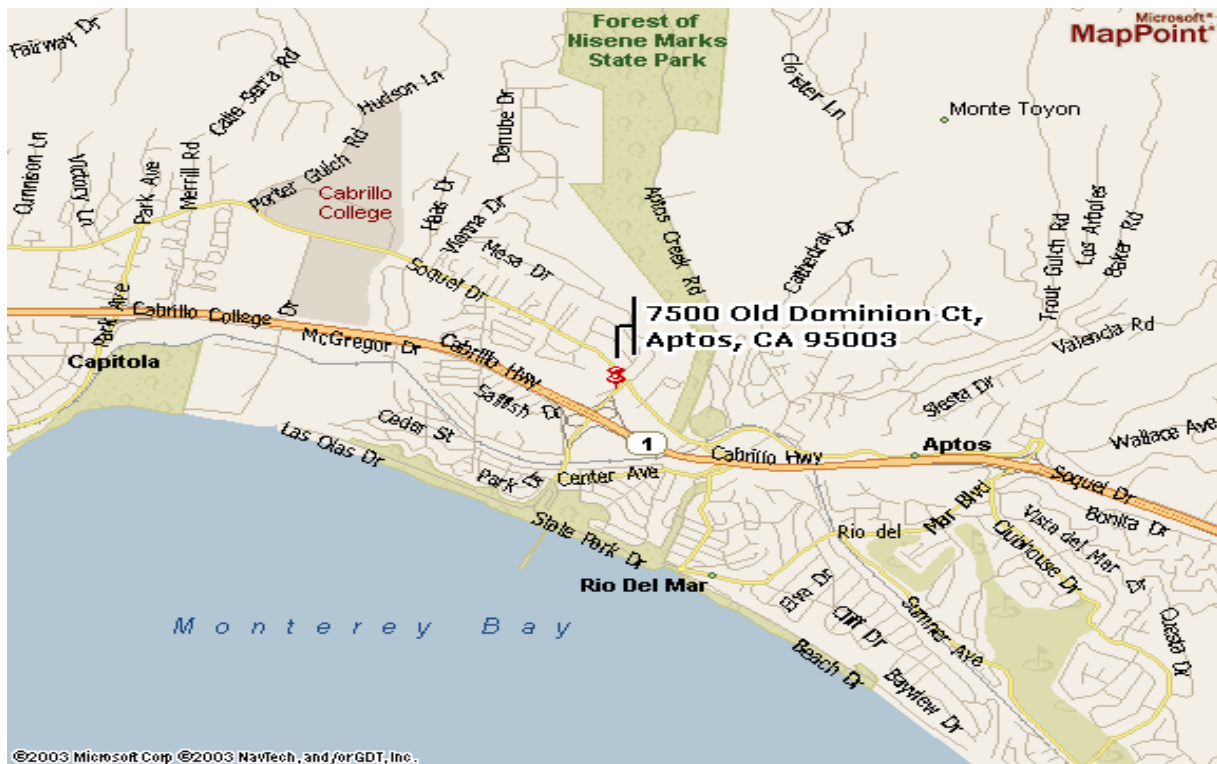 Microsoft®
MapPoint®
Forest of
Nisene Marks
State Park
Fairway Dr
Calle Serra Rd
Hudson Ln
Danube Dr
Cloister Ln
Monte Toyon
Cunnison Ln
Victory Ln
Park Ave
Merrill Rd
Porter Gulch Rd
Cabrillo
College
Haas Dr
Vienna Dr
Mesa Dr
Soquel Dr
Aptos Creek Rd
Cathedral Dr
Trout Gulch Rd
Los Arboles
Baker Rd
Valencia Rd
Park Ave
Cabrillo College Dr
McGregor Dr
Cabrillo Hwy
7500 Old Dominion Ct,
Aptos, CA 95003
Capitola
Sailfish Dr
Cedar St
Las Olas Dr
Park Dr
Center Ave
1
Cabrillo Hwy
Aptos
Siesta Dr
Wallace Ave
Soquel Dr
Bonita Dr
State Park Dr
Rio del
Mar Blvd
Vista del Mar Dr
Clubhouse Dr
Rio Del Mar
Elva Dr
Cliff Dr
Sumner Ave
Cuesta Dr
Monterey Bay
Beach Dr
Bayview Dr
©2003 Microsoft Corp ©2003 NavTech, and/or GDT, Inc.